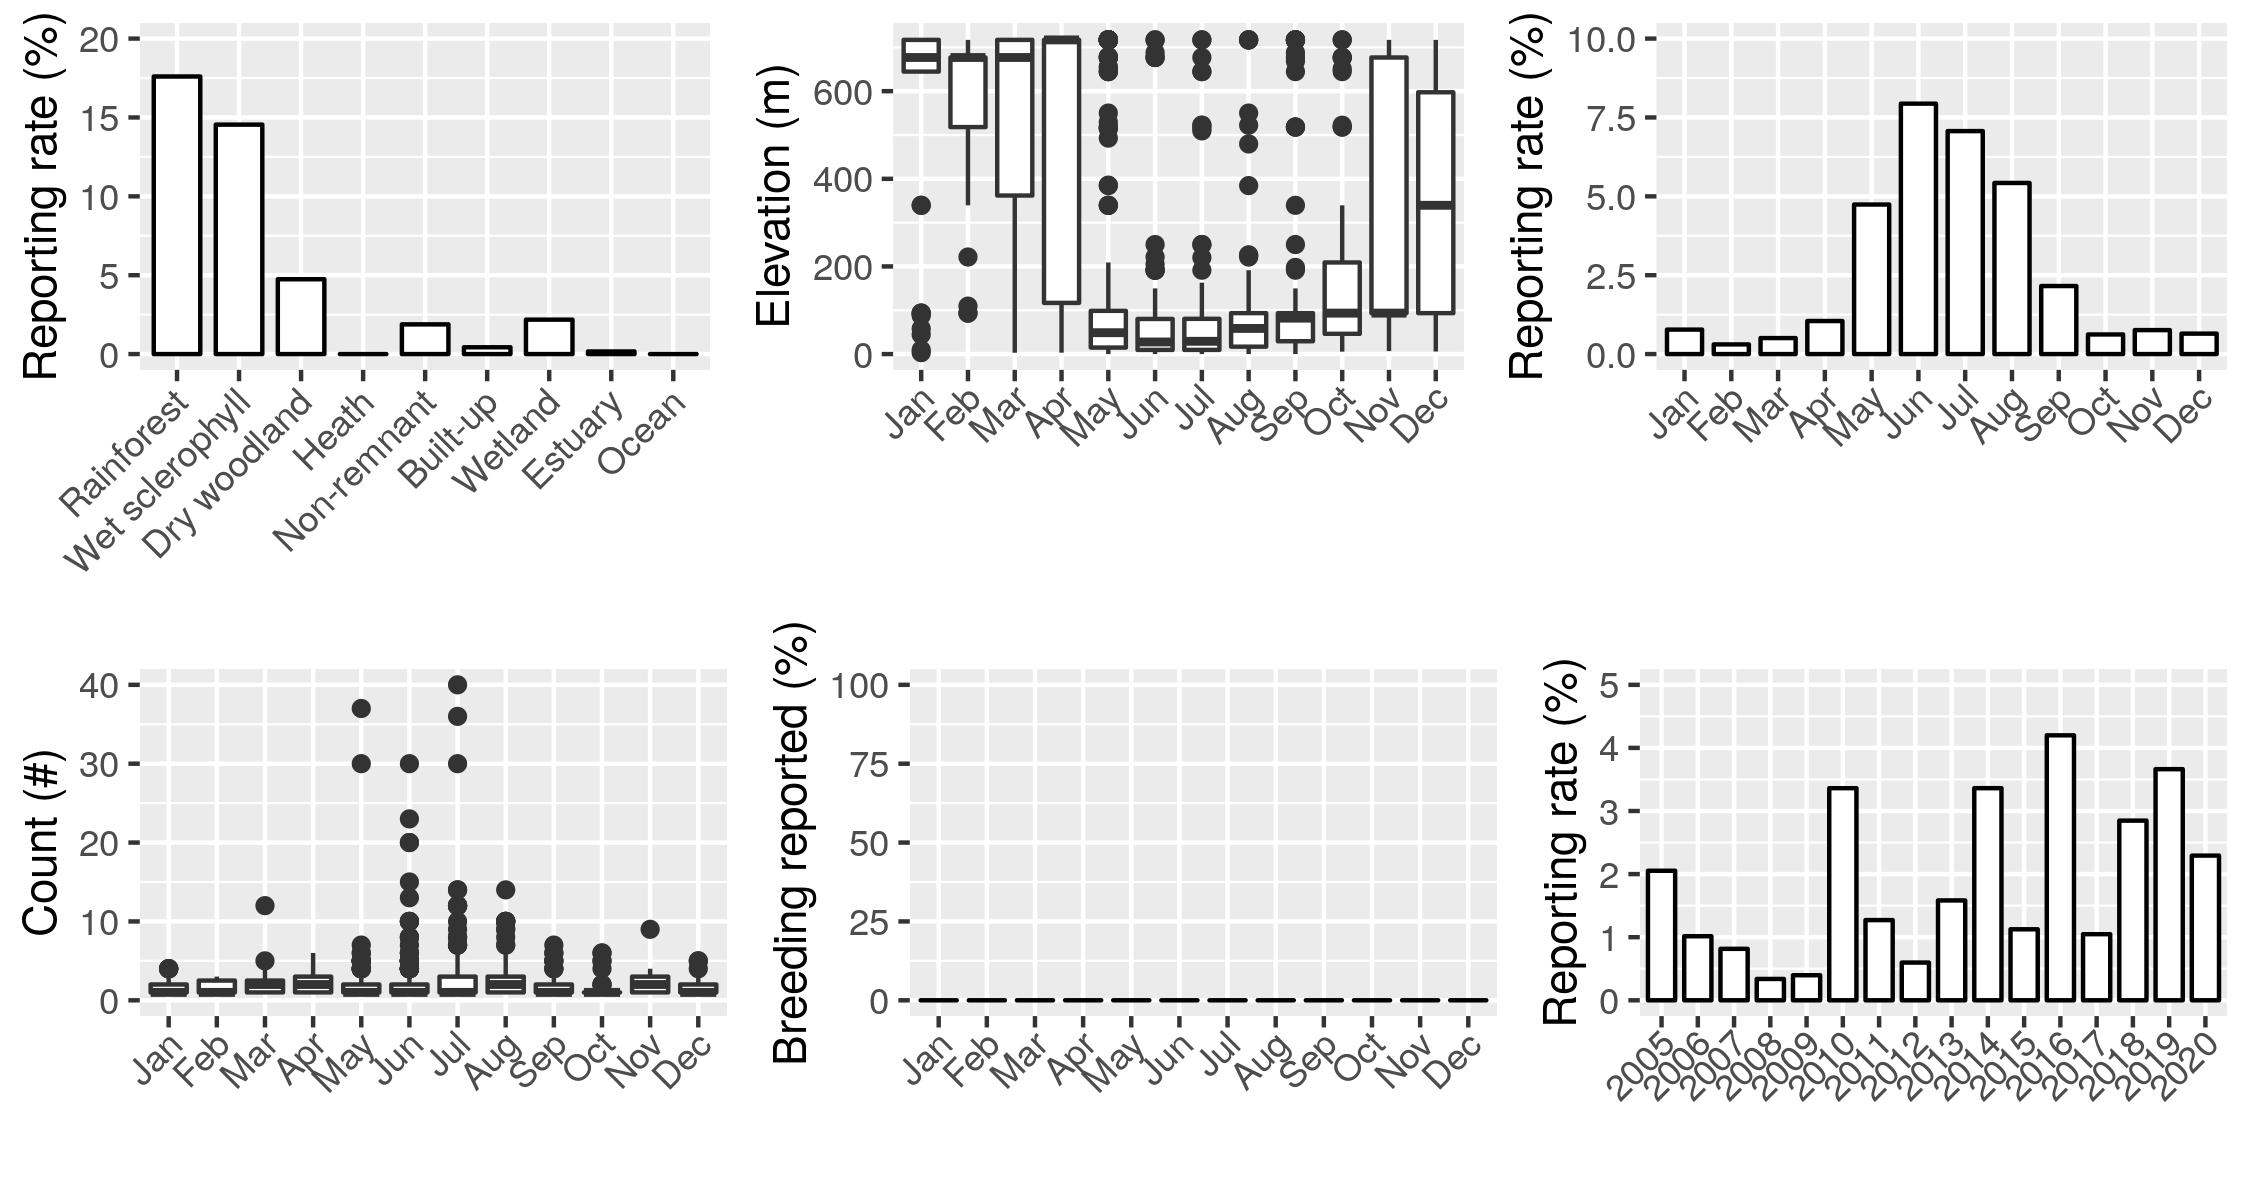 Reporting rate (%)
20
15
10
5
0
Rainforest
Wet sclerophyll
Dry woodland
Heath
Non-remnant
Built-up
Wetland
Estuary
Ocean
Elevation (m)
600
400
200
0
Jan
Feb
Mar
Apr
May
Jun
Jul
Aug
Sep
Oct
Nov
Dec
Reporting rate (%)
10.0
7.5
5.0
2.5
0.0
Jan
Feb
Mar
Apr
May
Jun
Jul
Aug
Sep
Oct
Nov
Dec
Count (#)
40
30
20
10
0
Jan
Feb
Mar
Apr
May
Jun
Jul
Aug
Sep
Oct
Nov
Dec
Breeding reported (%)
100
75
50
25
0
Jan
Feb
Mar
Apr
May
Jun
Jul
Aug
Sep
Oct
Nov
Dec
Reporting rate (%)
5
4
3
2
1
0
2005
2006
2007
2008
2009
2010
2011
2012
2013
2014
2015
2016
2017
2018
2019
2020